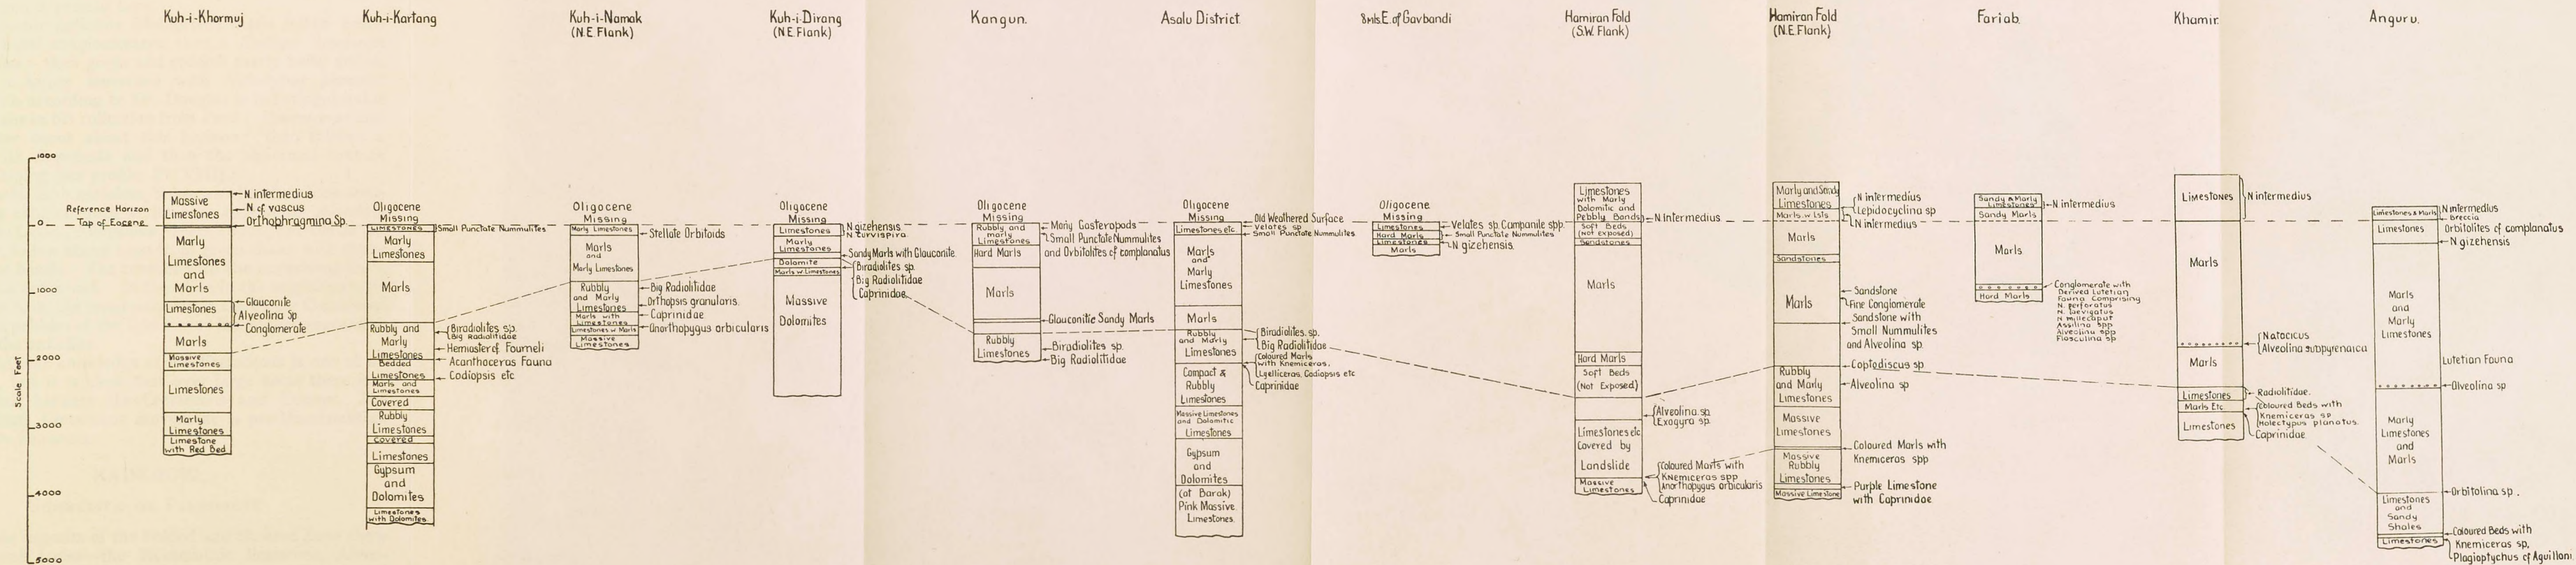 Kuh-i-Khormuj
Kuh-i-Kartang
Kuh-i-Namak
(N.E. Flank)
Kuh-i-Dirang
(N.E. Flank)
Kangun.
Asalu District
8 mls. E. of Gavbandi
Hamiran Fold
(S.W. Flank)
Hamiran Fold
(N.E. Flank)
Fariab.
Khamir.
Anguru.
Scale Feet
1000
0
1000
2000
3000
4000
5000
Reference Horizon
Top of Eocene
Massive
Limestones
Marly
Limestones
and
Marls
Limestones
Marls
Massive
Limestones
Limestones
Marly
Limestones
Limestone
with Red Bed
N. intermedius
N. cf vascus
Orthophragmina Sp.
Glauconite
Alveolina Sp
Conglomerate
Oligocene
Missing
Limestones
Marly
Limestones
Marls
Rubbly and
Marly
Limestones
Bedded
Limestones
Marls and
Limestones
Covered
Rubbly
Limestones
Covered
Limestones
Gypsum
and
Dolomites
Limestones
with Dolomites
Small Punctate Nummulites
Biradiolites sp.
Big Radiolitidae
Hemiaster cf. Fourneli
Acanthoceras Fauna
Codiopsis etc
Oligocene
Missing
Marly Limestones
Marls
and
Marly Limestones
Rubbly
and Marly
Limestones
Marls with
Limestones
Limestones w Marls
Massive
Limestones
Stellate Orbitoids
Big Radiolitidae
Orthopsis granularis.
Caprinidae
Anorthopygus orbicularis
Oligocene
Missing
Limestones
Marly
Limestones
Dolomite
Marls w. Limestones
Massive
Dolomites
N. gizehensis
N. curvispira
Sandy Marls with Glauconite
Biradiolites sp.
Big Radiolitidae
Caprinidae
Oligocene
Missing
Rubbly and
marly
Limestones
Hard Marls
Marls
Rubbly
Limestones
Many Gasteropods
Small Punctate Nummulites
and Orbitolites cf complanatus
Glauconitic Sandy Marls
Biradiolites sp.
Big Radiolitidae
Oligocene
Missing
Limestones etc
Marls
and
Marly
Limestones
Marls
Rubbly
and Marly
Limestones
Compact &
Rubbly
Limestones
Massive Limestones
and Dolomitic
Limestones
Gypsum
and
Dolomites
(at Barak)
Pink Massive
Limestones.
Old Weathered Surface
Velates sp
Small Punctate Nummulites
Biradiolites. sp.
Big Radiolitidae
Coloured Marls
with Knemiceras,
Codiopsis etc
Caprinidae
Oligocene
Missing
Limestones
Hard Marls
Limestones
Marls
Velates sp. Campanile spp.
Small Punctate Nummulites
N gizehensis
Limestones
with Marly
Dolomitic and
Pebbly Bands
Soft Beds
(not exposed)
Sandstones
Marls
Hard Marls
Soft Beds
(Not Exposed)
Limestones etc
Covered by
Landslide
Massive
Limestones
N. Intermedius
Alveolina sp.
Exogyra sp.
Coloured Marls with
Knemiceras spp
Anorthopygus orbicularis
Caprinidae
Marly and Sandy
Limestones
Marls w. Lsts
Marls
Sandstones
Marls
Rubbly
and Marly
Limestones
Massive
Limestones
Massive
Rubbly
Limestones
Massive Limestone
N intermedius
Lepidocyclina sp
N intermedius
Sandstone
Fine Conglomerate
Sandstone with
Small Nummulites
and Alveolina sp.
Coptodiscus sp
Alveolina sp
Coloured Marls with
Knemiceras spp
Purple Limestone
with Caprinidae
Sandy & Marly
Limestones
Sandy Marls
Marls
Hard Marls
N intermedius
Conglomerate with
Derived Lutetian
Fauna Comprising
N. perforatus
N. laevigatus
N millecaput
Assilina spp
Alveolina spp
Flosculina sp
Limestones
Marls
Marls
Limestones
Marls Etc
Limestones
N intermedius
Natacicus
Alveolina subpyrenaica
Radiolitidae.
Coloured Beds with
Knemiceras sp
Holectypus planatus.
Caprinidae
Limestones & Marls
Limestones
Marls
and
Marly
Limestones
Marly
Limestones
and
Marls
Limestones
and
Sandy
Shales
Limestones
N intermedius
Breccia
Orbitolites cf complanatus
N. gizehensis
Lutetian Fauna
Alveolina sp
Orbitolina sp.
Coloured Beds with
Knemiceras sp,
Plagioptychus cf Aguilloni